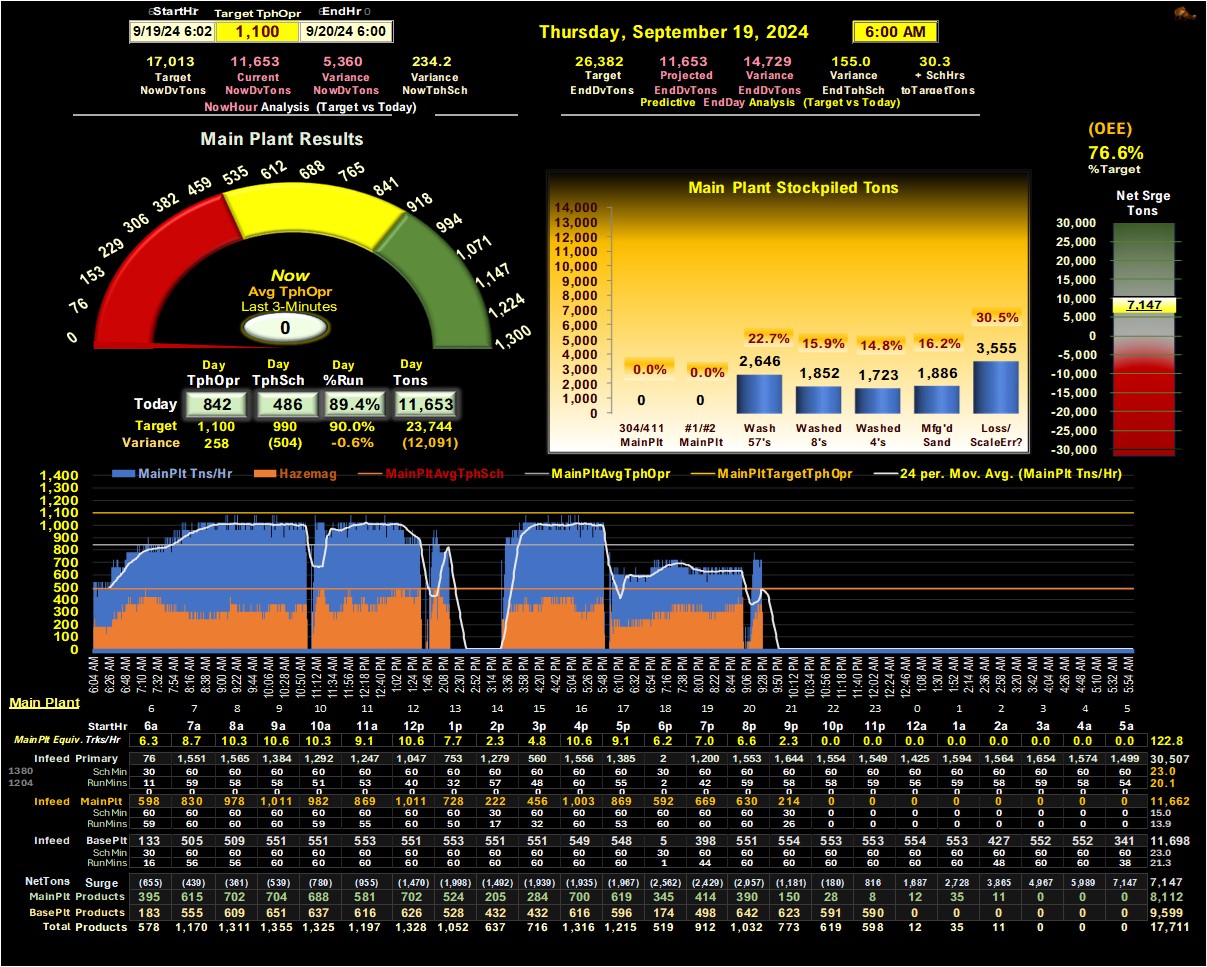 StartHr Target TphOpr EndHr
9/19/24 6:02 1,100 9/20/24 6:00
Thursday, September 19, 2024 6:00 AM
17,013 11,653 5,360 234.2
Target Current Variance Variance
NowDvTons NowDvTons NowDvTons NowTphSch
NowHour Analysis (Target vs Today)
26,382 11,653 14,729 155.0 30.3
Target Projected Variance Variance + SchHrs
EndDvTons EndDvTons EndDvTons EndTphSch toTargetTons
Predictive EndDay Analysis (Target vs Today)
(OEE)
76.6%
%Target
Main Plant Results
0 76 153 229 306 382 459 535 612 688 765 841 918 994 1,071 1,147 1,224 1,300
Now
Avg TphOpr
Last 3-Minutes
0
Day Day Day Day
TphOpr TphSch %Run Tons
Today 842 486 89.4% 11,653
Target 1,100 990 90.0% 23,744
Variance 258 (504) -0.6% (12,091)
Main Plant Stockpiled Tons
14,000
13,000
12,000
11,000
10,000
9,000
8,000
7,000
6,000
5,000
4,000
3,000
2,000
1,000
0
0.0% 0.0% 22.7% 15.9% 14.8% 16.2% 30.5%
0 0 2,646 1,852 1,723 1,886 3,555
304/411 #1/#2 Wash Washed Washed Mfg'd Loss/
MainPlt MainPlt 57's 8's 4's Sand ScaleErr?
Net Srge
Tons
30,000
25,000
20,000
15,000
10,000
5,000
0
-5,000
-10,000
-15,000
-20,000
-25,000
-30,000
7,147
MainPlt Tns/Hr Hazemag MainPltAvgTphSch MainPltAvgTphOpr MainPltTargetTphOpr 24 per. Mov. Avg. (MainPlt Tns/Hr)
1,400
1,300
1,200
1,100
1,000
900
800
700
600
500
400
300
200
100
0
6:04 AM 6:26 AM 6:48 AM 7:10 AM 7:32 AM 7:54 AM 8:16 AM 8:38 AM 9:00 AM 9:22 AM 9:44 AM 10:06 AM 10:28 AM 10:50 AM 11:12 AM 11:34 AM 11:56 AM 12:18 PM 12:40 PM 1:02 PM 1:24 PM 1:46 PM 2:08 PM 2:30 PM 2:52 PM 3:14 PM 3:36 PM 3:58 PM 4:20 PM 4:42 PM 5:04 PM 5:26 PM 5:48 PM 6:10 PM 6:32 PM 6:54 PM 7:16 PM 7:38 PM 8:00 PM 8:22 PM 8:44 PM 9:06 PM 9:28 PM 9:50 PM 10:12 PM 10:34 PM 10:56 PM 11:18 PM 11:40 PM 12:02 AM 12:24 AM 12:46 AM 1:08 AM 1:30 AM 1:52 AM 2:14 AM 2:36 AM 2:58 AM 3:20 AM 3:42 AM 4:04 AM 4:26 AM 4:48 AM 5:10 AM 5:32 AM 5:54 AM
Main Plant
6 7 8 9 10 11 12 13 14 15 16 17 18 19 20 21 22 23 0 1 2 3 4 5
StartHr 6a 7a 8a 9a 10a 11a 12p 1p 2p 3p 4p 5p 6p 7p 8p 9p 10p 11p 12a 1a 2a 3a 4a 5a
MainPlt Equiv. Trks/Hr 6.3 8.7 10.3 10.6 10.3 9.1 10.6 7.7 2.3 4.8 10.6 9.1 6.2 7.0 6.6 2.3 0.0 0.0 0.0 0.0 0.0 0.0 0.0 0.0 122.8
Infeed Primary 76 1,551 1,565 1,384 1,292 1,247 1,047 753 1,279 560 1,556 1,385 2 1,200 1,553 1,644 1,554 1,549 1,425 1,594 1,564 1,654 1,574 1,499 30,507
1380 Sch Min 30 60 60 60 60 60 60 60 60 60 60 60 30 60 60 60 60 60 60 60 60 60 60 60 23.0
1204 RunMins 11 59 58 58 51 53 40 32 57 48 60 55 2 42 59 58 59 58 56 59 58 59 58 54 20.1
0 0 0 0 0 0 0 0 0 0 0 0 0 0 0 0 0 0 0 0 0 0 0 0
Infeed MainPlt 598 830 978 1,011 982 869 1,011 728 222 456 1,003 869 592 669 630 214 0 0 0 0 0 0 0 0 11,662
Sch Min 60 60 60 60 60 60 60 60 30 60 60 60 60 60 60 30 0 0 0 0 0 0 0 0 15.0
RunMins 59 60 60 60 59 55 60 50 17 32 60 53 60 60 60 26 0 0 0 0 0 0 0 0 13.9
Infeed BasePlt 133 505 509 551 551 553 551 553 551 551 549 548 5 398 551 554 553 551 554 553 427 552 552 341 11,698
Sch Min 30 60 60 60 60 60 60 60 60 60 60 60 30 60 60 60 60 60 60 60 60 60 60 60 23.0
RunMins 16 56 56 60 60 60 60 60 60 60 60 60 1 44 60 60 60 60 60 60 48 60 60 38 21.3
NetTons Surge (655) (439) (361) (539) (780) (955) (1,470) (1,998) (1,492) (1,939) (1,935) (1,967) (2,562) (2,429) (2,057) (1,181) (180) 816 1,687 2,728 3,865 4,967 5,989 7,147 7,147
MainPlt Products 395 615 702 704 688 581 702 524 205 284 700 619 345 414 390 150 28 8 12 35 11 0 0 0 8,112
BasePlt Products 183 555 609 651 637 616 626 528 432 432 616 596 174 498 642 623 591 590 0 0 0 0 0 0 9,599
Total Products 578 1,170 1,311 1,355 1,325 1,197 1,328 1,052 637 716 1,316 1,215 519 912 1,032 773 619 598 12 35 11 0 0 0 17,711